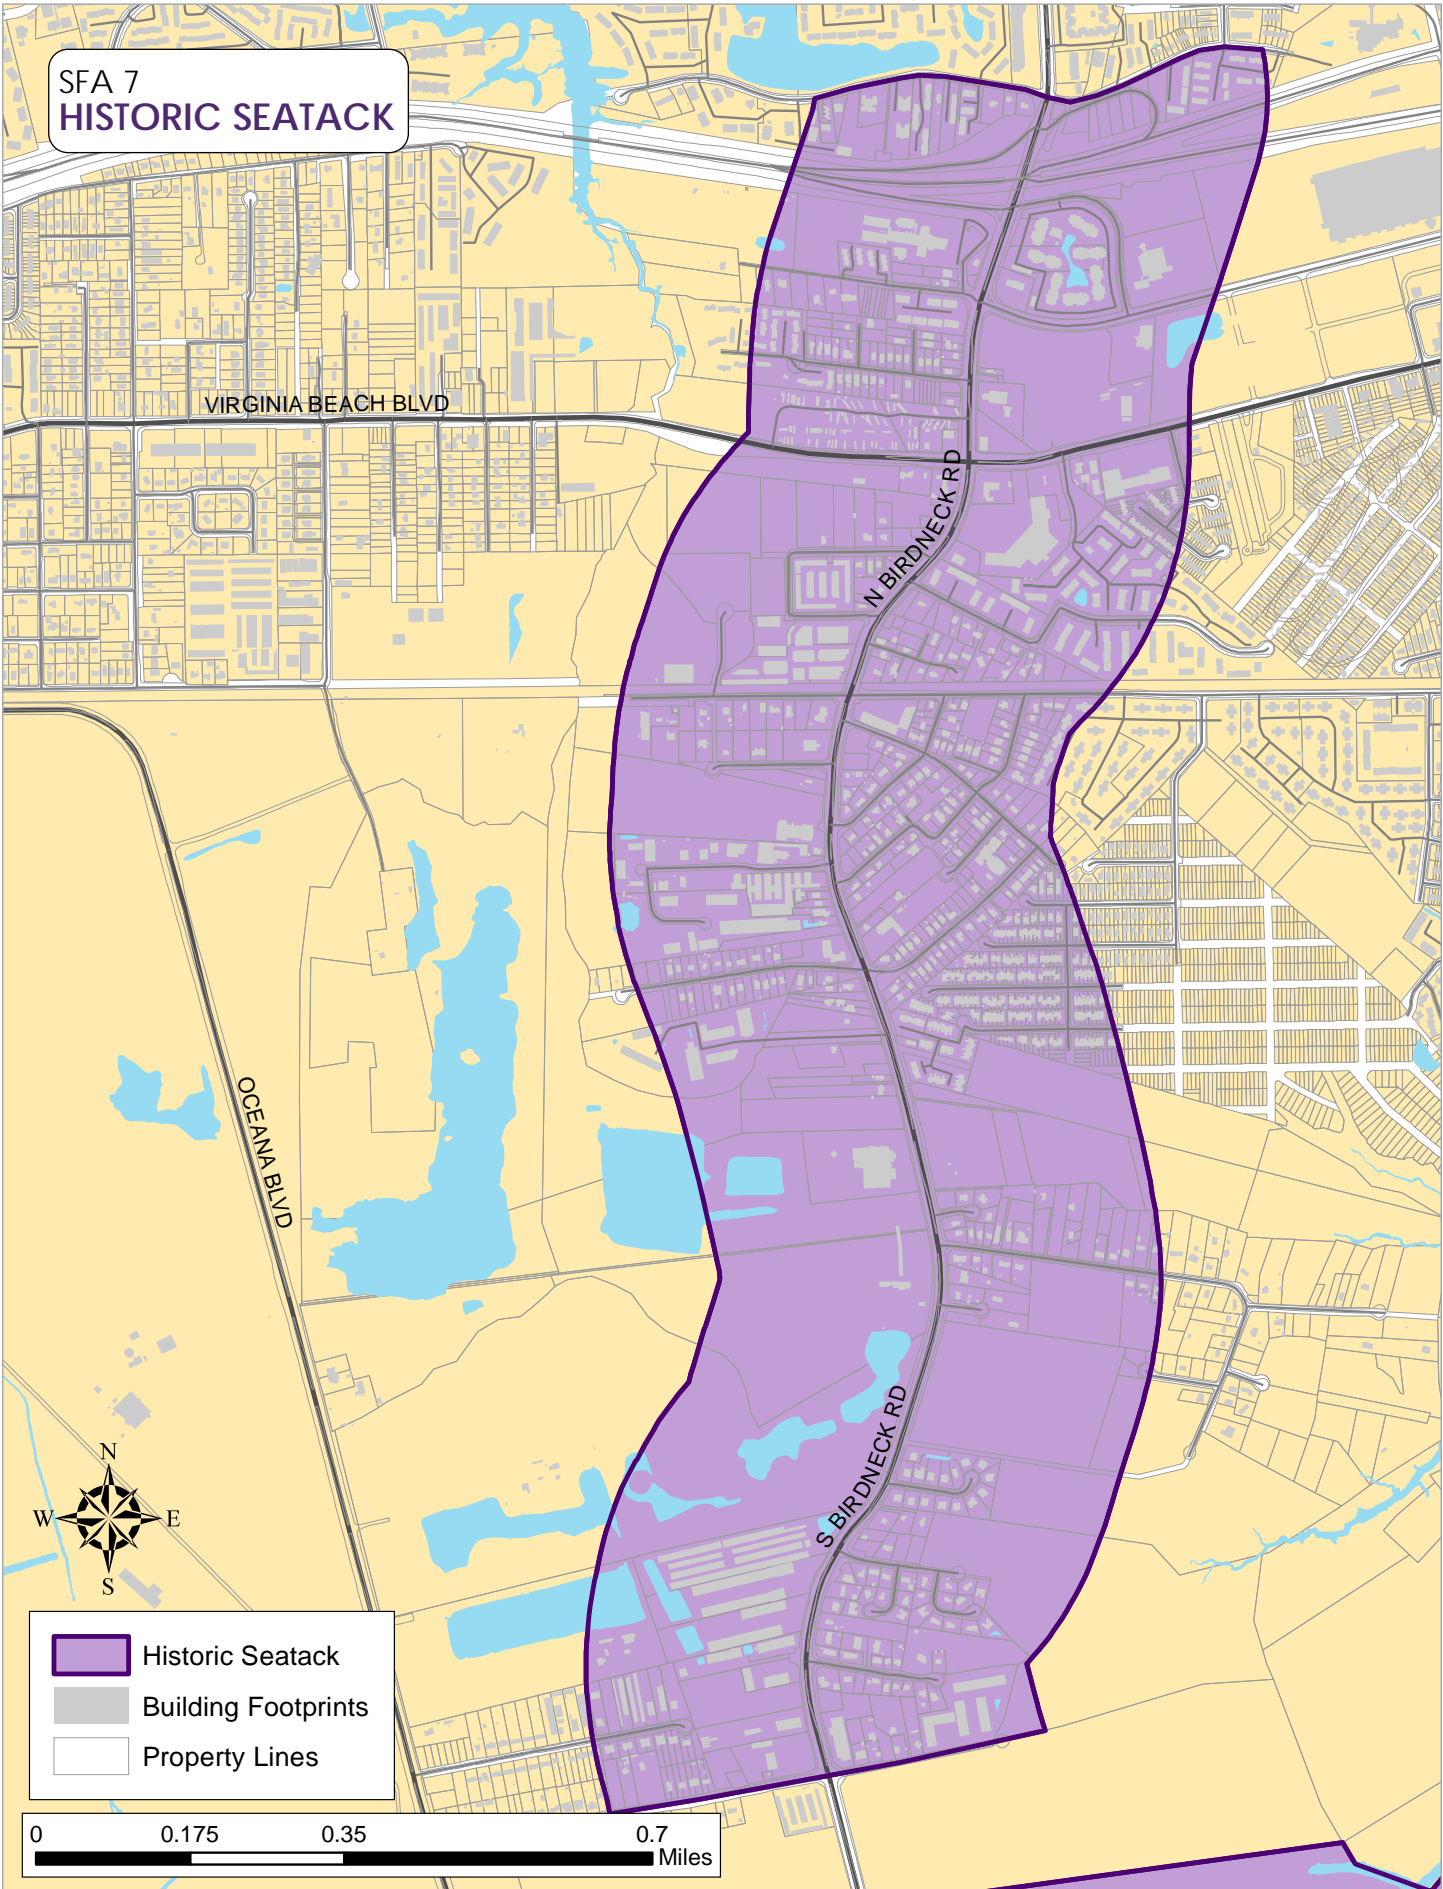 SFA 7
HISTORIC SEATACK
VIRGINIA BEACH BLVD
N BIRDNECK RD
OCEANA BLVD
S BIRDNECK RD
N
W
E
S
Historic Seatack
Building Footprints
Property Lines
0 0.175 0.35 0.7
Miles